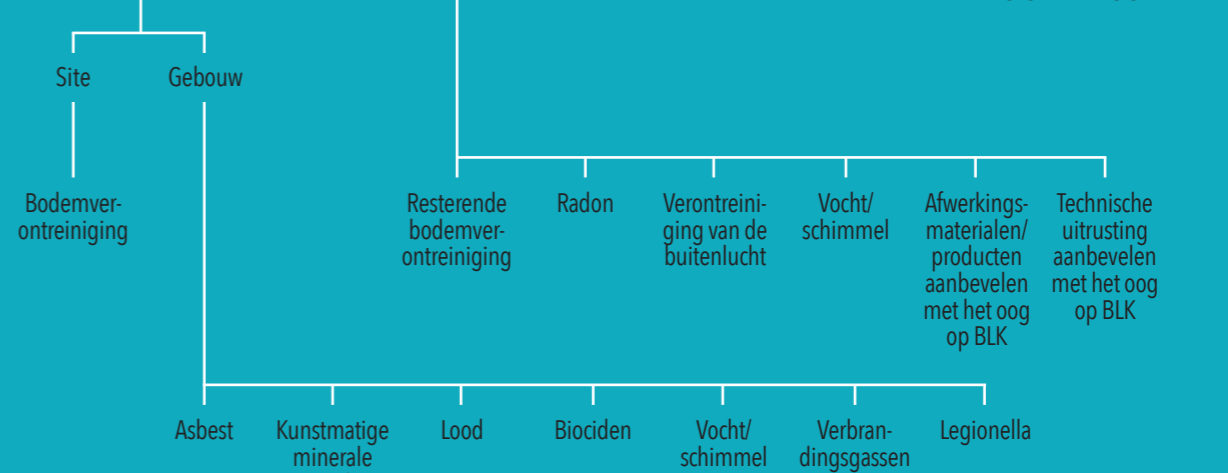 Site
Gebouw
Bodemver-
ontreiniging
Resterende
bodemver-
ontreiniging
Radon
Verontreini-
ging van de
buitenlucht
Vocht/
schimmel
Afwerkings-
materialen/
producten
aanbevelen
met het oog
op BLK
Technische
uitrusting
aanbevelen
met het oog
op BLK
Asbest
Kunstmatige
minerale
Lood
Biociden
Vocht/
schimmel
Verbran-
dingsgassen
Legionella